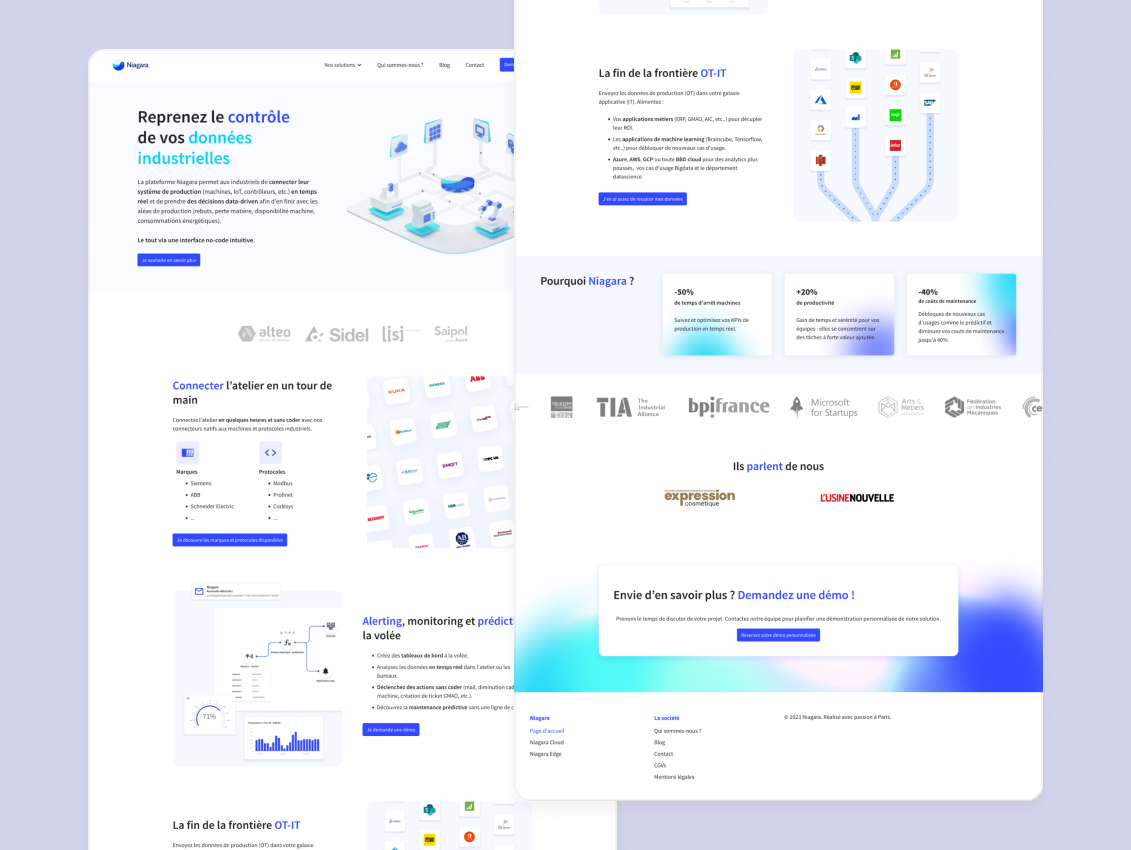 Niagara
Nos solutions
Qui sommes-nous ?
Blog
Contact
Reprenez le contrôle
de vos données
industrielles
La plateforme Niagara permet aux industriels de connecter leur
système de production (machines, IoT, contrôleurs, etc.) en temps
réel et de prendre des décisions data-driven afin d'en finir avec les
aléas de production (rebuts, perte matière, disponibilité machine,
consommations énergétiques).
Le tout via une interface no-code intuitive.
Je souhaite en savoir plus
alteo
Sidel
[isj
Saipol
Connecter l'atelier en un tour de
main
Connectez l'atelier en quelques heures et sans coder avec nos
connecteurs natifs aux machines et protocoles industriels.
Marques
• Siemens
• ABB
• Schneider Electric
• ...
Protocoles
• Modbus
• Profinet
• Codesys
• ...
Je découvre les marques et protocoles disponibles
KUKA
ABB
MQTT
Niagara
71%
Alerting, monitoring et prédict
la volée
• Créez des tableaux de bord à la volée.
• Analysez les données en temps réel dans l'atelier ou les
bureaux.
• Déclenchez des actions sans coder (mail, diminution cad
machine, création de ticket GMAO, etc.).
• Découvrez la maintenance prédictive sans une ligne de c
Je demande une démo
La fin de la frontière OT-IT
Envoyez les données de production (OT) dans votre galaxie
La fin de la frontière OT-IT
Envoyez les données de production (OT) dans votre galaxie
applicative (IT). Alimentez :
• Vos applications métiers (ERP, GMAO, AIC, etc..) pour décupler
leur ROI.
• Les applications de machine learning (Braincube, Tensorflow,
etc..) pour débloquer de nouveaux cas d'usage.
• Azure, AWS, GCP ou toute BBD cloud pour des analytics plus
poussés, vos cas d'usage Bigdata et le département
datascience
J'en ai assez de ressaisir mes données
SAP
sage
infor
Pourquoi Niagara ?
-50%
de temps d'arrêt machines
Suivez et optimisez vos KPIs de
production en temps réel.
+20%
de productivité
Gain de temps et sérénité pour vos
équipes : elles se concentrent sur
des tâches à forte valeur ajoutée.
-40%
de coûts de maintenance
Débloquez de nouveaux cas
d'usages comme le prédictif et
diminuez vos couts de maintenance
jusqu'à 40%.
TIA The
Industrial
Alliance
bpifrance
Microsoft
for Startups
Arts &
Métiers
Fédération
des Industries
Mécaniques
ce
Ils parlent de nous
expression
cosmétique
L'USINENOUVELLE
Envie d'en savoir plus ? Demandez une démo !
Prenons le temps de discuter de votre projet. Contactez notre équipe pour planifier une démonstration personnalisée de notre solution.
Réservez votre démo personnalisée
Niagara
Page d'accueil
Niagara Cloud
Niagara Edge
La société
Qui sommes-nous ?
Blog
Contact
CGVs
Mentions légales
© 2023 Niagara. Réalisé avec passion à Paris.